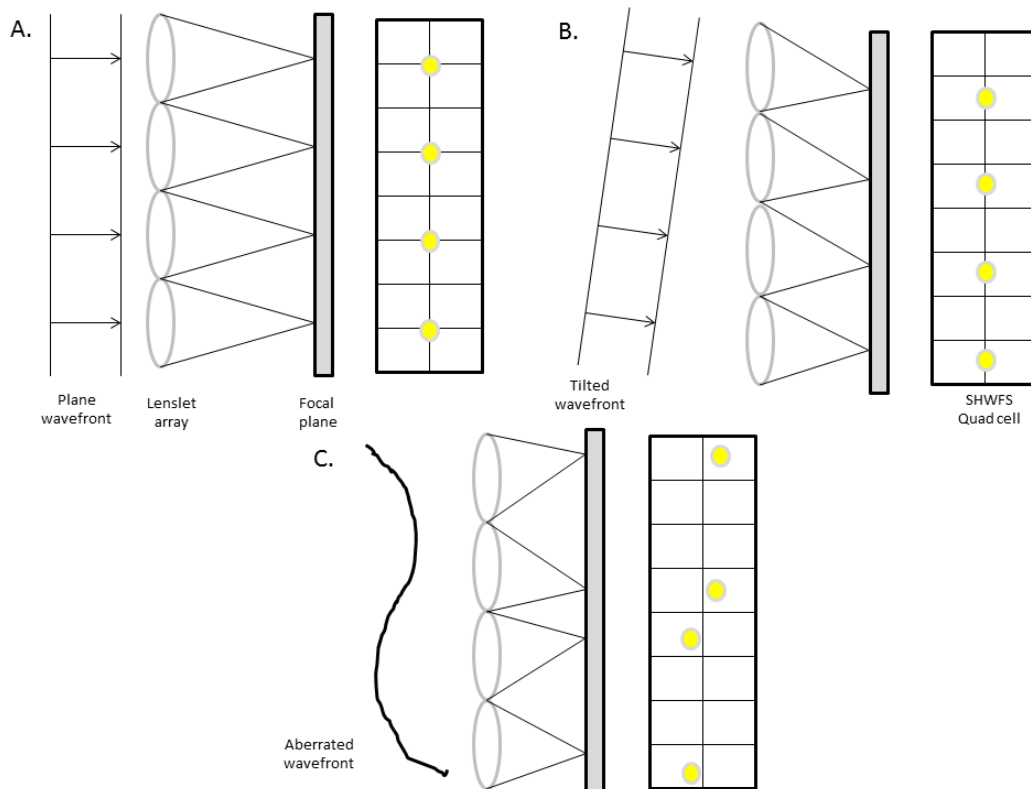 A.
B.
Plane
wavefront
Lenslet
array
Focal
plane
Tilted
wavefront
SHWFS
Quad cell
C.
Aberrated
wavefront